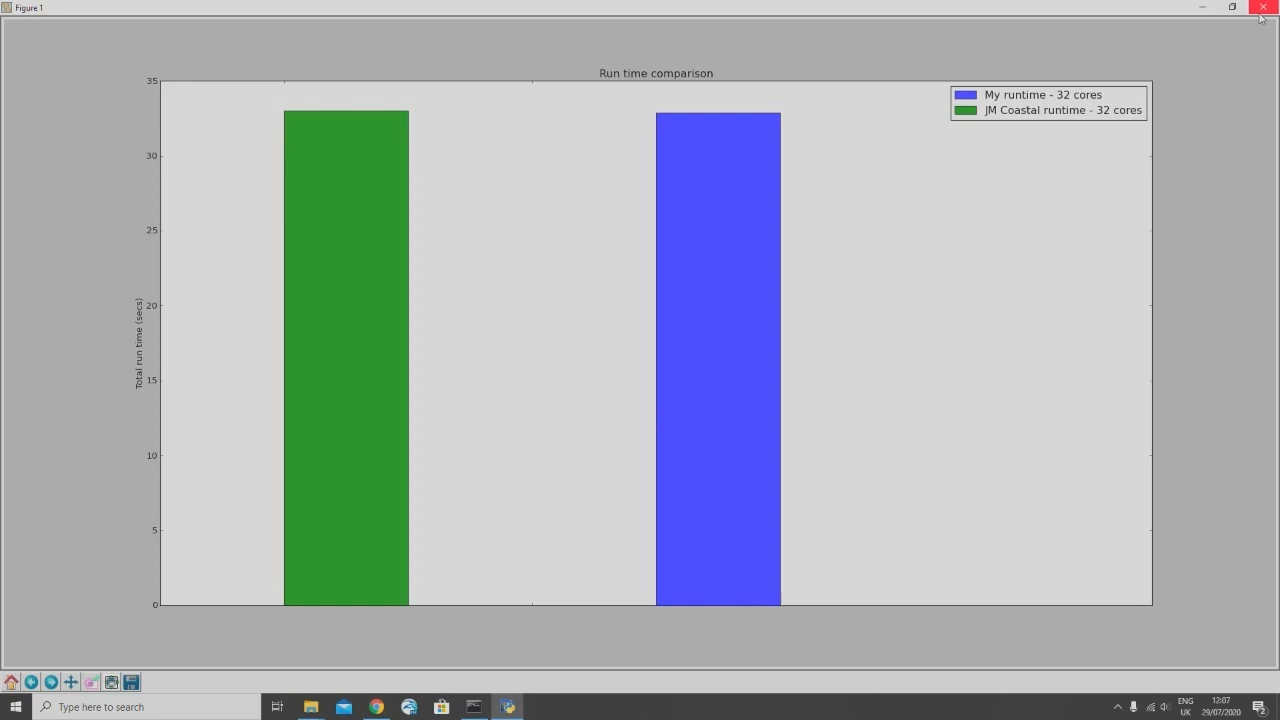 Figure 1
Run time comparison
My runtime - 32 cores
JM Coastal runtime - 32 cores
35
30
25
20
15
10
5
0
Total run time (secs)
Type here to search
ENG
UK
12:07
29/07/2020
2